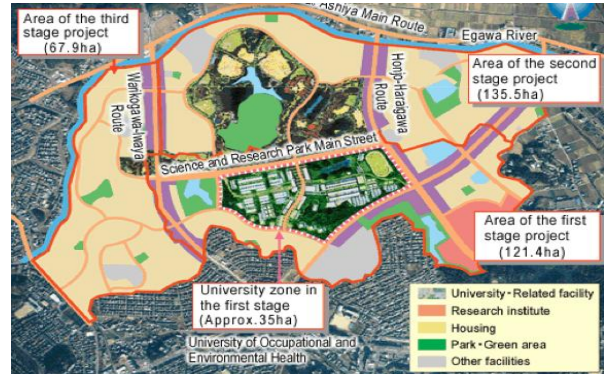 Area of the third
stage project
(67.9ha)
Ashiya Main Route
Egawa River
Area of the second
stage project
(135.5ha)
Honjo-Haraigawa
Route
Route
Science and Research Park Main Street
Area of the first
stage project
(121.4ha)
University zone in
the first stage
(Approx.35ha)
University of Occupational and
Environmental Health
University・Related facility
Research institute
Housing
Park・Green area
Other facilities